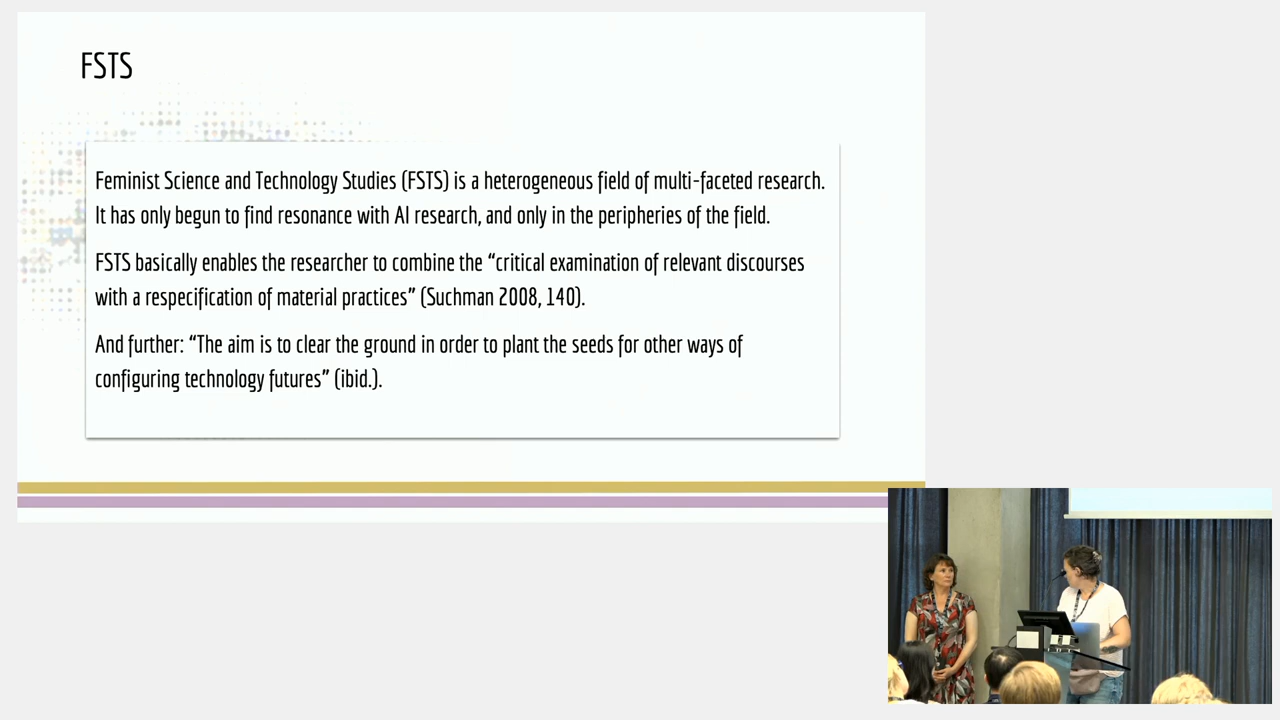 FSTS
Feminist Science and Technology Studies (FSTS) is a heterogeneous field of multi-faceted research.
It has only begun to find resonance with AI research, and only in the peripheries of the field.
FSTS basically enables the researcher to combine the “critical examination of relevant discourses
with a respecification of material practices” (Suchman 2008, 140).
And further: “The aim is to clear the ground in order to plant the seeds for other ways of
configuring technology futures” (ibid.).